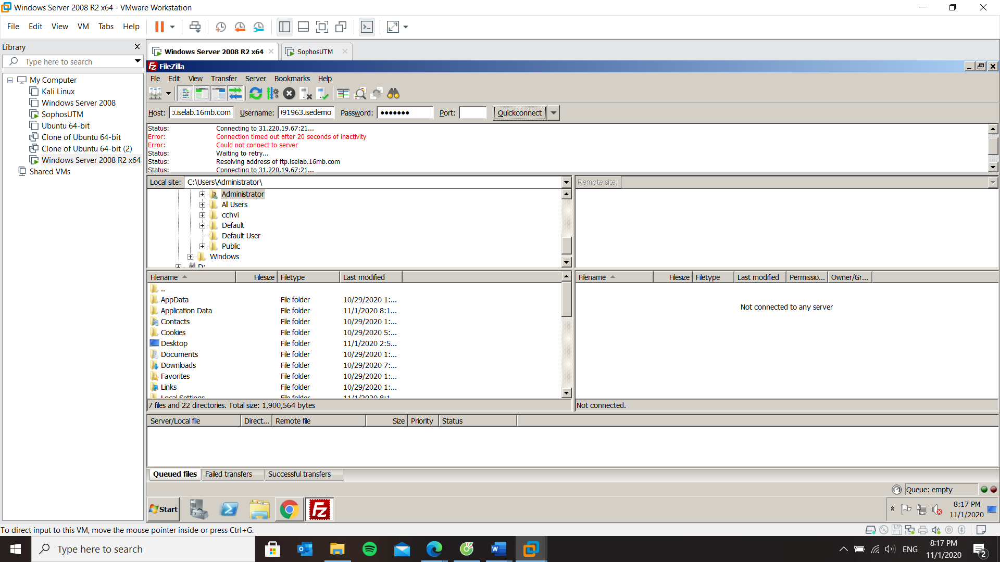 Windows Server 2008 R2 x64 - VMware Workstation
File Edit View VM Tabs Help
Library
Type here to search
My Computer
Kali Linux
Windows Server 2008
SophosUTM
Ubuntu 64-bit
Clone of Ubuntu 64-bit
Clone of Ubuntu 64-bit (2)
Windows Server 2008 R2 x64
Shared VMs
Windows Server 2008 R2 x64 SophosUTM
FileZilla
File Edit View Transfer Server Bookmarks Help
Host: .iselab.16mb.com Username: 91963.isedemo Password: ●●●●●●● Port: Quickconnect
Status: Connecting to 31.220.19.67:21...
Error: Connection timed out after 20 seconds of inactivity
Error: Could not connect to server
Status: Waiting to retry...
Status: Resolving address of ftp.iselab.16mb.com
Status: Connecting to 31.220.19.67:21...
Local site: C:\Users\Administrator\
Administrator
All Users
cchvi
Default
Default User
Public
Windows
D:
Remote site:
Filename Filesize Filetype Last modified
..
AppData File folder 10/29/2020 1:...
Application Data File folder 11/1/2020 8:1...
Contacts File folder 10/29/2020 1:...
Cookies File folder 10/29/2020 5:...
Desktop File folder 11/1/2020 2:5...
Documents File folder 10/29/2020 1:...
Downloads File folder 10/29/2020 7:...
Favorites File folder 10/29/2020 1:...
Links File folder 10/29/2020 1:...
Local Settings File folder 11/1/2020 8:1...
7 files and 22 directories. Total size: 1,900,564 bytes
Filename Filesize Filetype Last modified Permissio... Owner/Gr...
Not connected to any server
Not connected.
Server/Local file Direct... Remote file Size Priority Status
Queued files Failed transfers Successful transfers
Queue: empty
Start
8:17 PM
11/1/2020
To direct input to this VM, move the mouse pointer inside or press Ctrl+G.
Type here to search
ENG
8:17 PM
11/1/2020
2